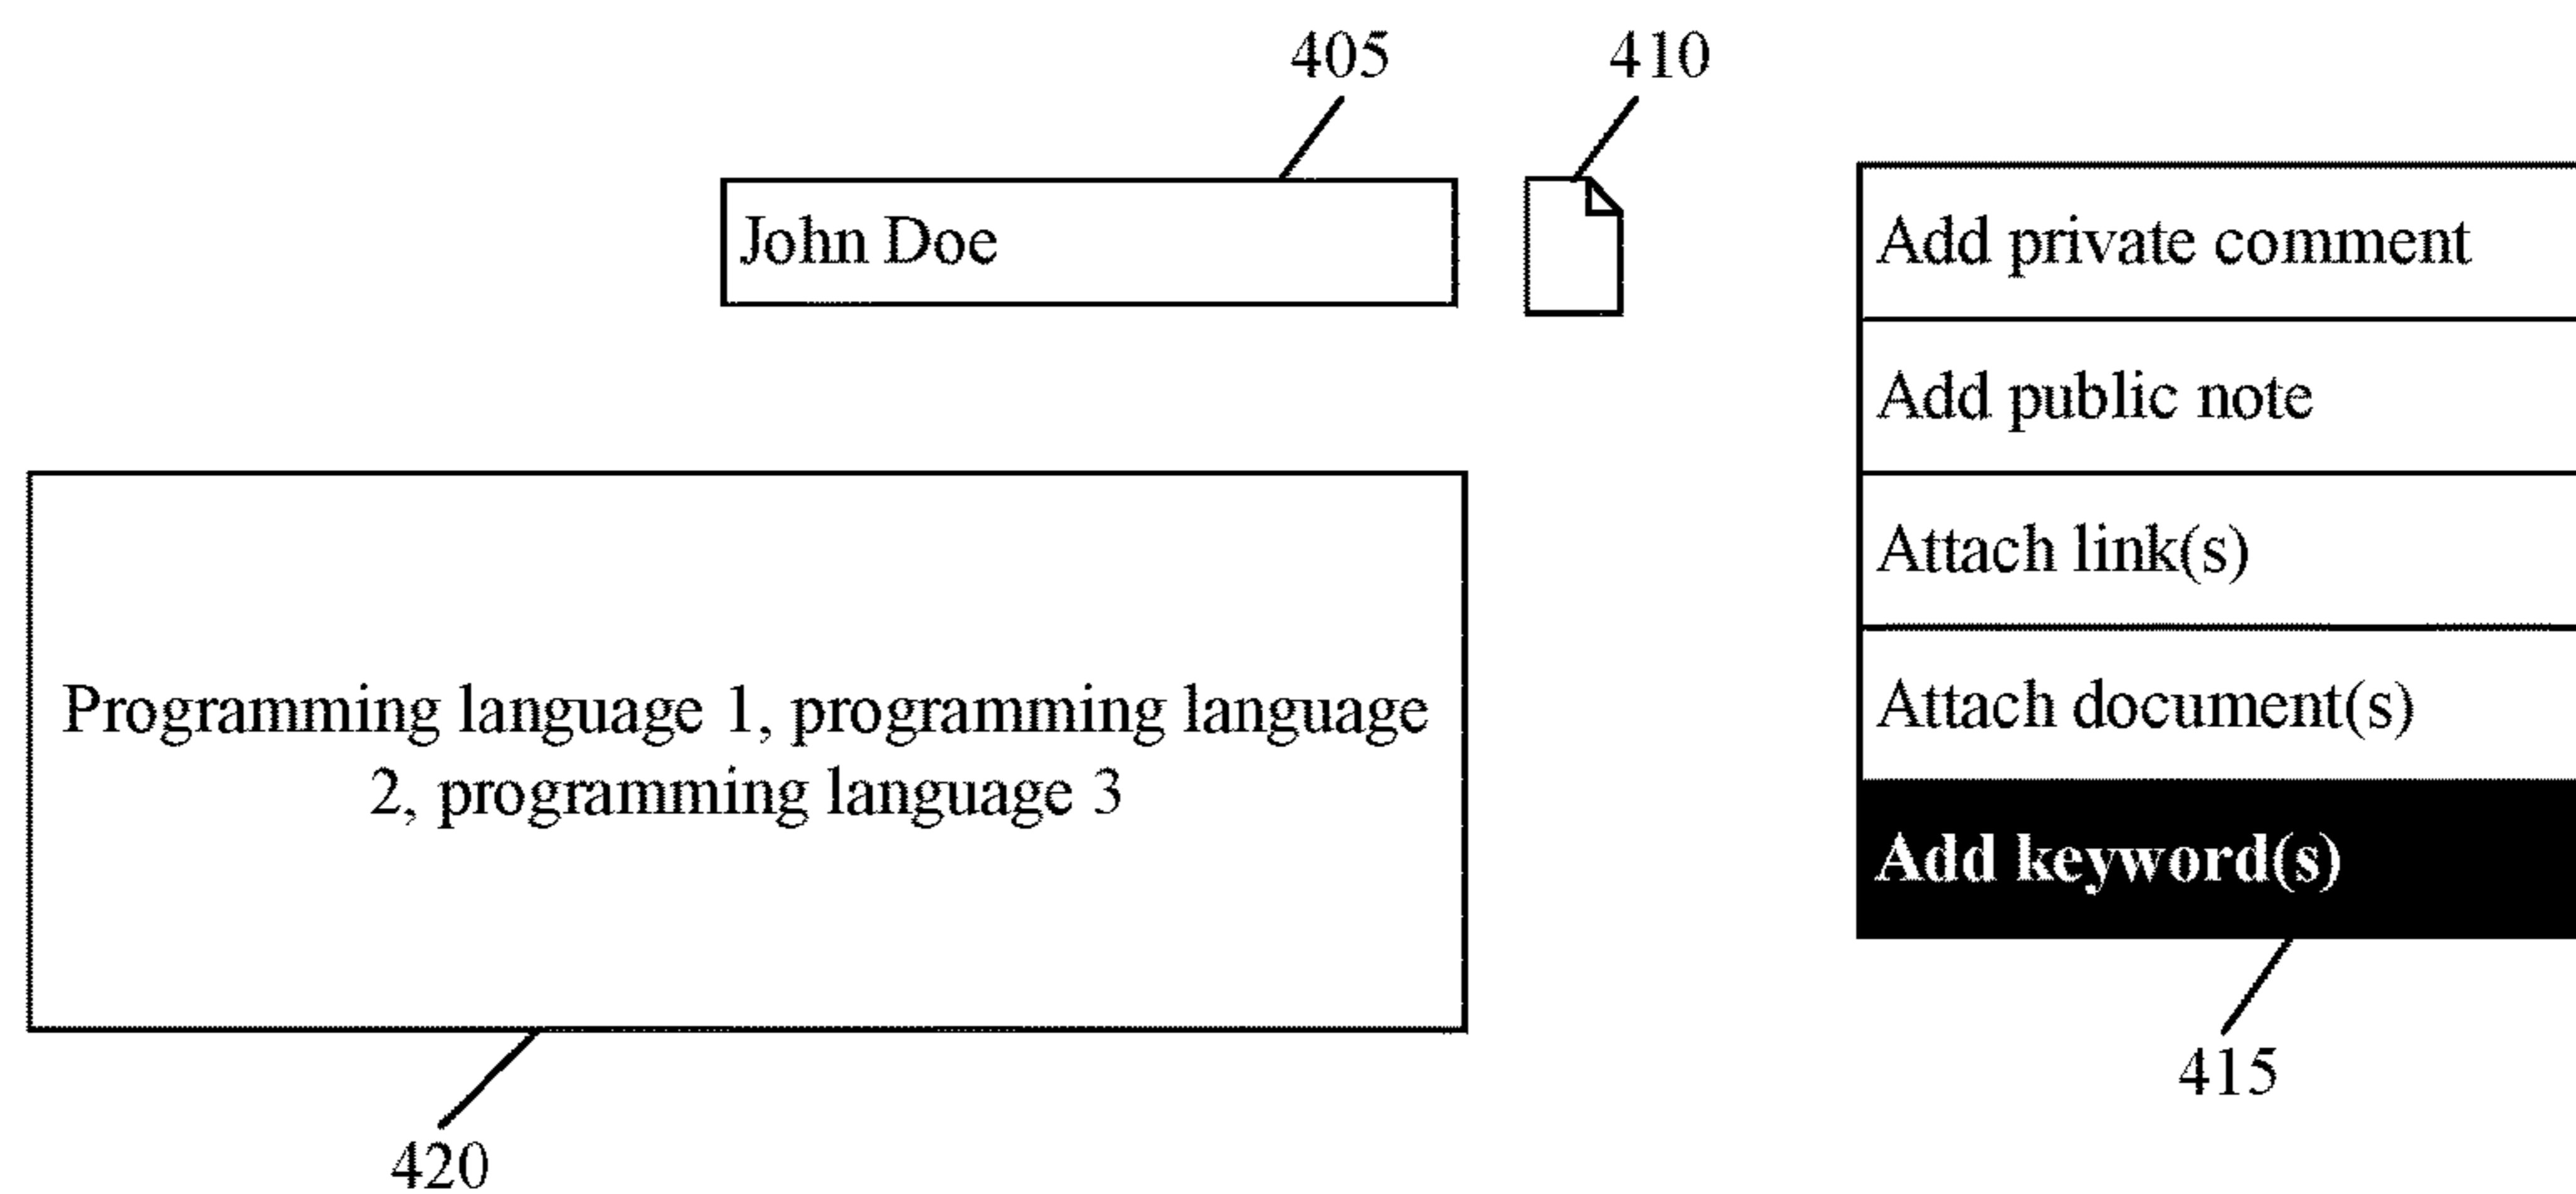 405
410
John Doe
Add private comment
Add public note
Attach link(s)
Attach document(s)
Add keyword(s)
415
Programming language 1, programming language
2, programming language 3
420